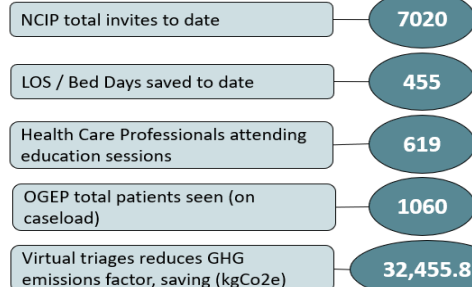 NCIP total invites to date
7020
LOS / Bed Days saved to date
455
Health Care Professionals attending
education sessions
619
OGEP total patients seen (on
caseload)
1060
Virtual triages reduces GHG
emissions factor, saving (kgCo2e)
32,455.8